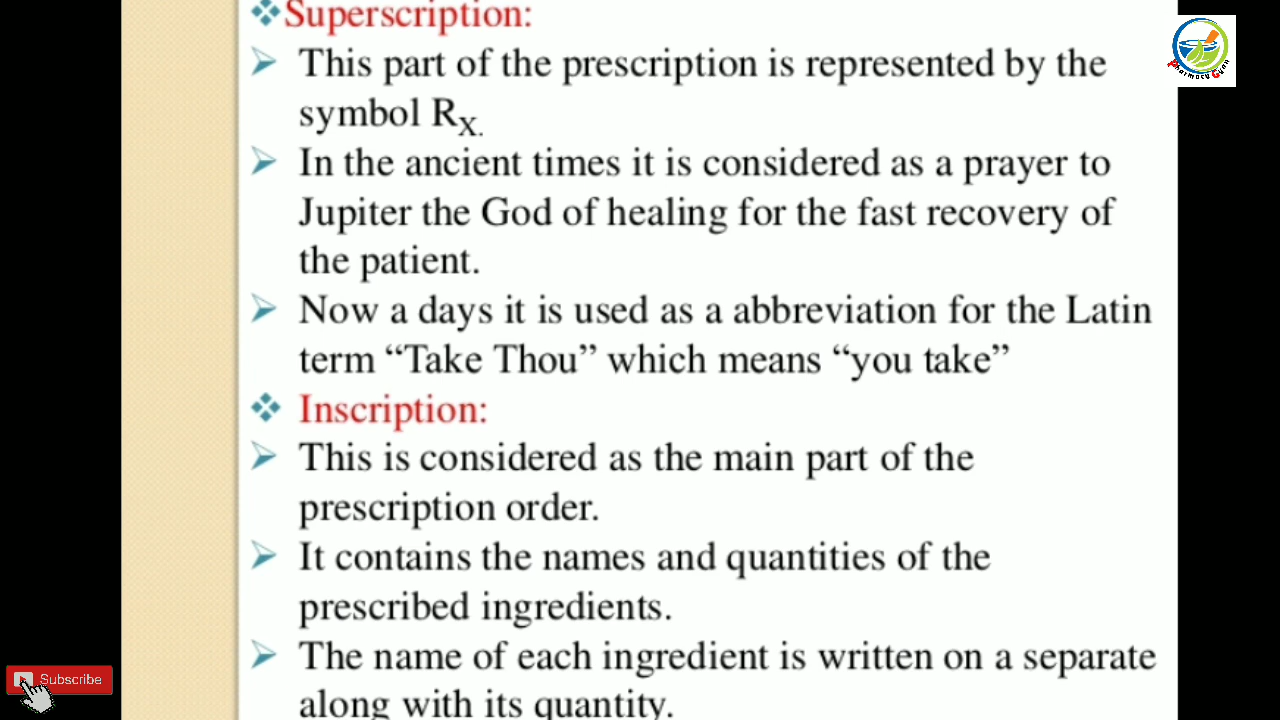 Superscription:
This part of the prescription is represented by the
symbol RX.
In the ancient times it is considered as a prayer to
Jupiter the God of healing for the fast recovery of
the patient.
Now a days it is used as a abbreviation for the Latin
term “Take Thou” which means “you take”
Inscription:
This is considered as the main part of the
prescription order.
It contains the names and quantities of the
prescribed ingredients.
The name of each ingredient is written on a separate
along with its quantity.
Pharmacy Gyan
Subscribe